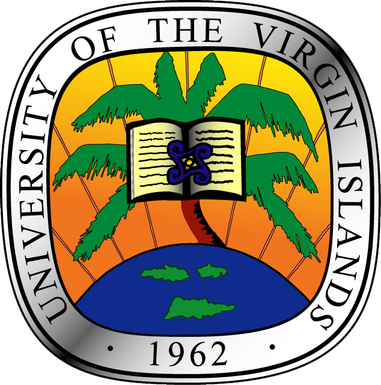 UNIVERSITY OF THE VIRGIN ISLANDS
· 1962 ·